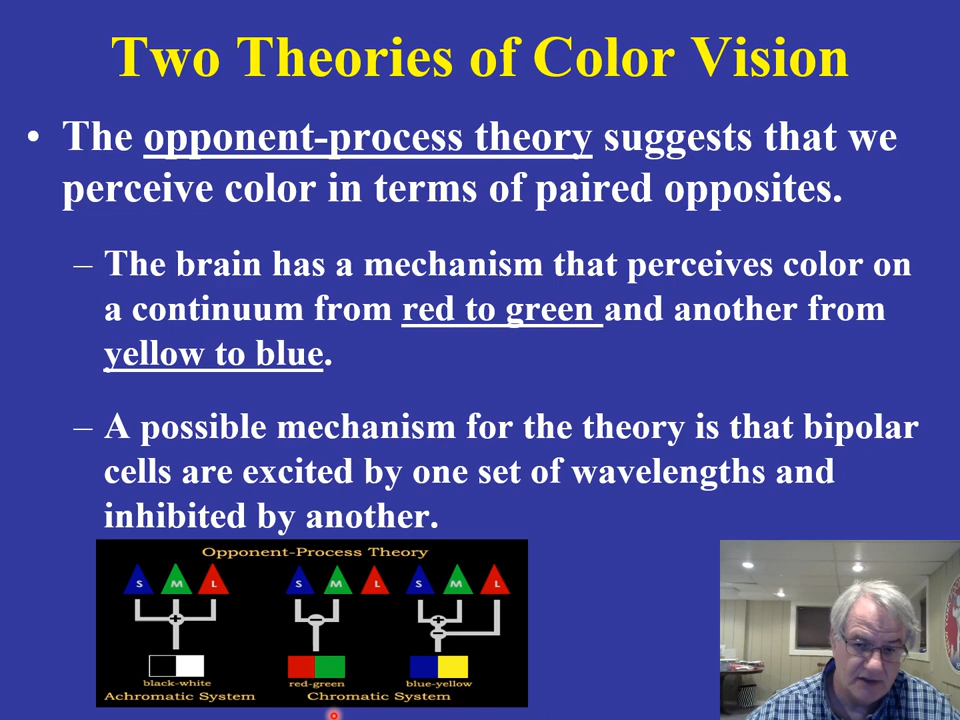 Two Theories of Color Vision
• The opponent-process theory suggests that we
perceive color in terms of paired opposites.
– The brain has a mechanism that perceives color on
a continuum from red to green and another from
yellow to blue.
– A possible mechanism for the theory is that bipolar
cells are excited by one set of wavelengths and
inhibited by another.
Opponent-Process Theory
S M L S M L S M L
black-white red-green blue-yellow
Achromatic System Chromatic System